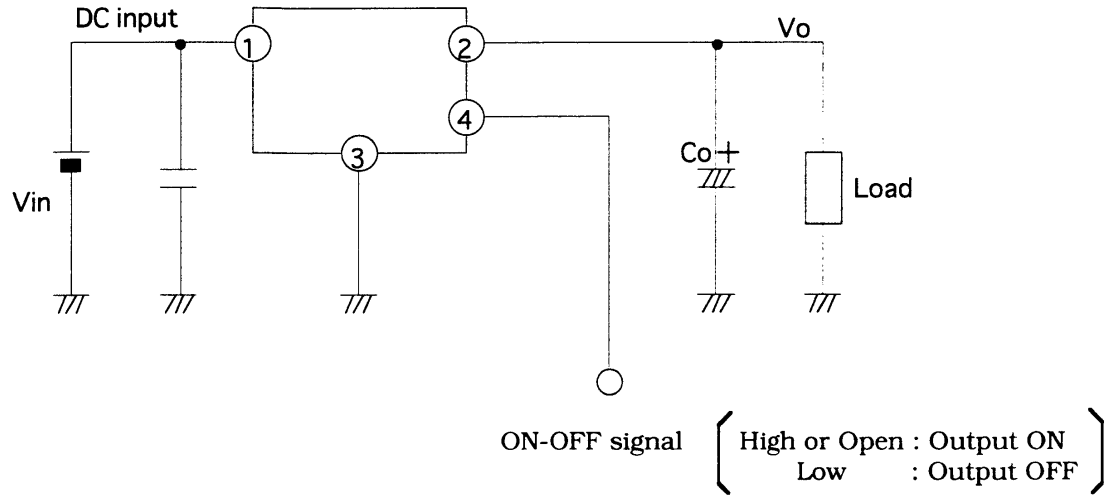 DC input
1
2
Vo
4
3
Co +
Vin
Load
ON-OFF signal
High or Open : Output ON
Low : Output OFF